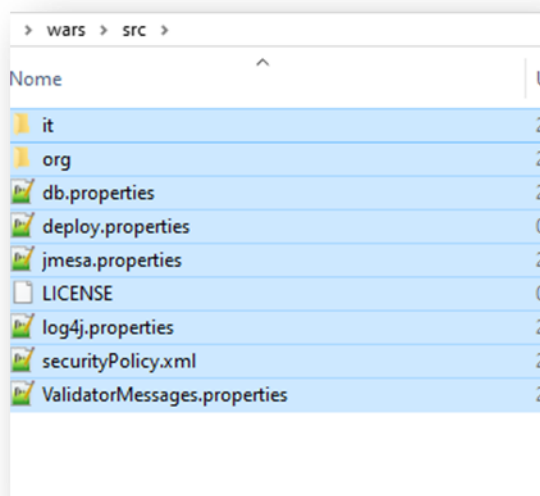 wars src
Nome
it
org
db.properties
deploy.properties
jmesa.properties
LICENSE
log4j.properties
securityPolicy.xml
ValidatorMessages.properties